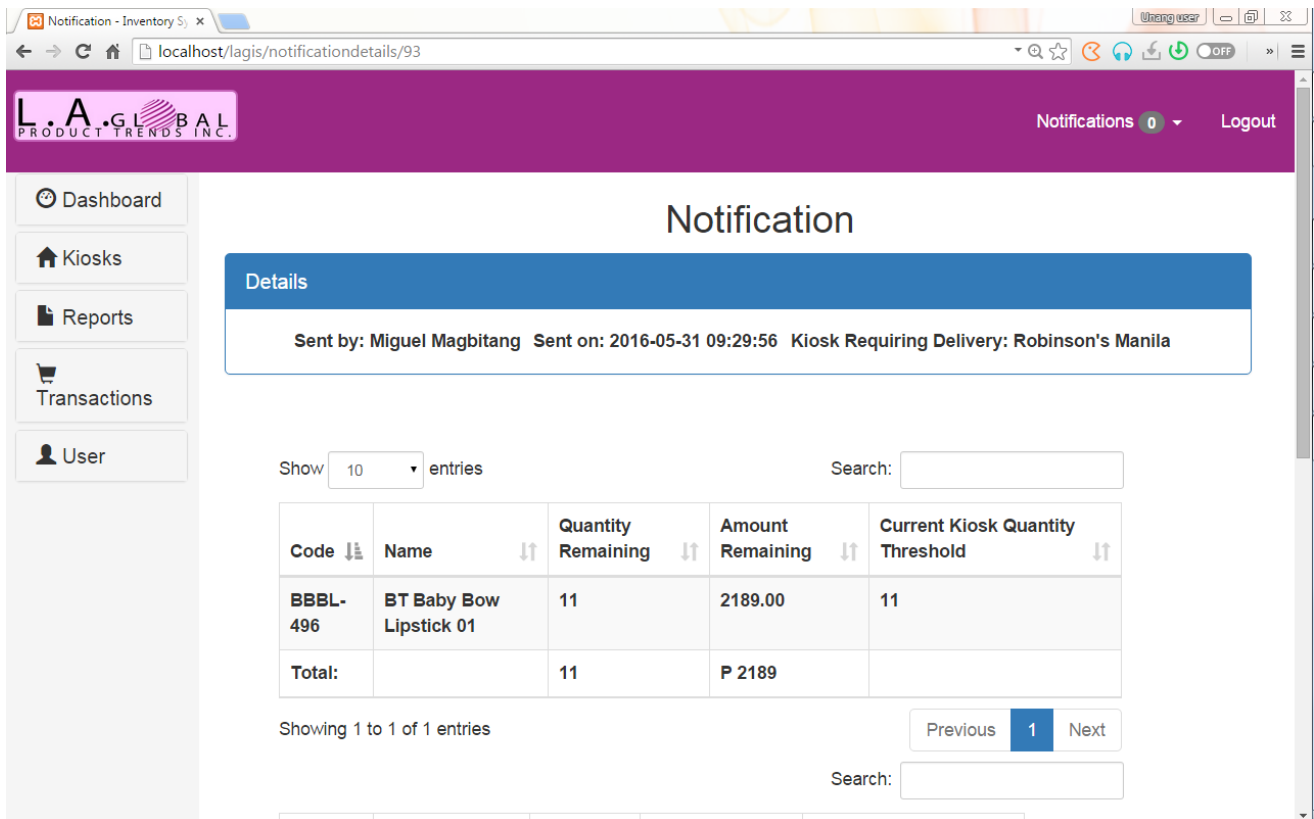 Notification - Inventory Sy
Unang user
localhost/lagis/notificationdetails/93
OFF
L.A.GLOBAL
PRODUCT TRENDS INC.
Notifications 0
Logout
Dashboard
Kiosks
Reports
Transactions
User
Notification
Details
Sent by: Miguel Magbitang Sent on: 2016-05-31 09:29:56 Kiosk Requiring Delivery: Robinson's Manila
Show 10 entries
Search:
Code Name Quantity Remaining Amount Remaining Current Kiosk Quantity Threshold
BBBL-496 BT Baby Bow Lipstick 01 11 2189.00 11
Total: 11 P 2189
Showing 1 to 1 of 1 entries
Previous 1 Next
Search: